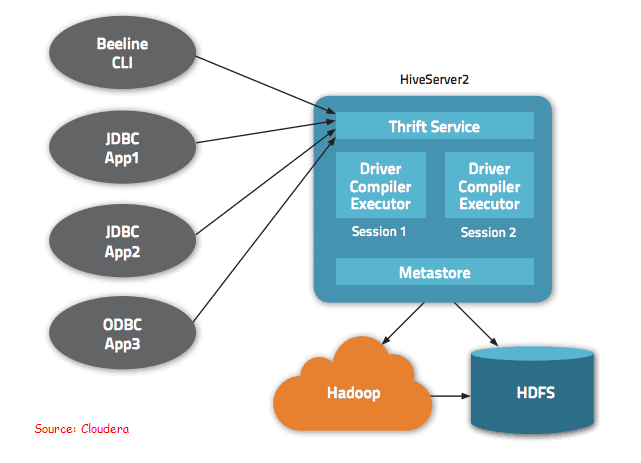 Beeline
CLI
JDBC
App1
JDBC
App2
ODBC
App3
HiveServer2
Thrift Service
Driver
Compiler
Executor
Session 1
Driver
Compiler
Executor
Session 2
Metastore
Hadoop
HDFS
Source: Cloudera